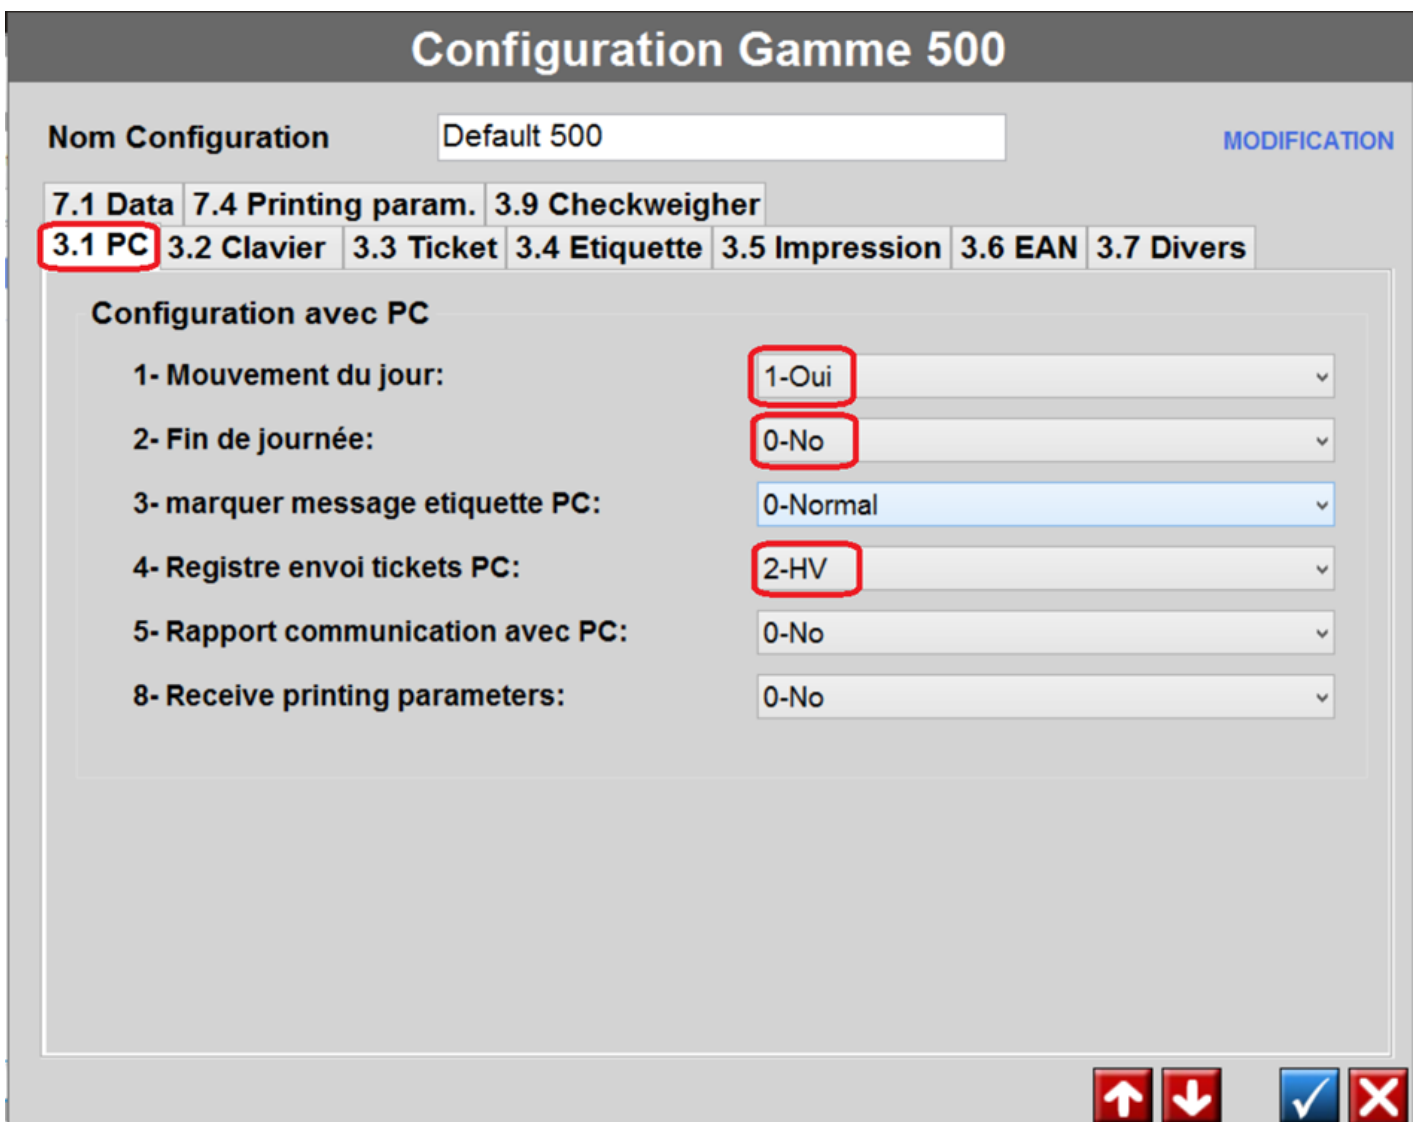 Configuration Gamme 500
Nom Configuration Default 500 MODIFICATION
7.1 Data 7.4 Printing param. 3.9 Checkweigher
3.1 PC 3.2 Clavier 3.3 Ticket 3.4 Etiquette 3.5 Impression 3.6 EAN 3.7 Divers
Configuration avec PC
1- Mouvement du jour: 1-Oui
2- Fin de journée: 0-No
3- marquer message etiquette PC: 0-Normal
4- Registre envoi tickets PC: 2-HV
5- Rapport communication avec PC: 0-No
8- Receive printing parameters: 0-No